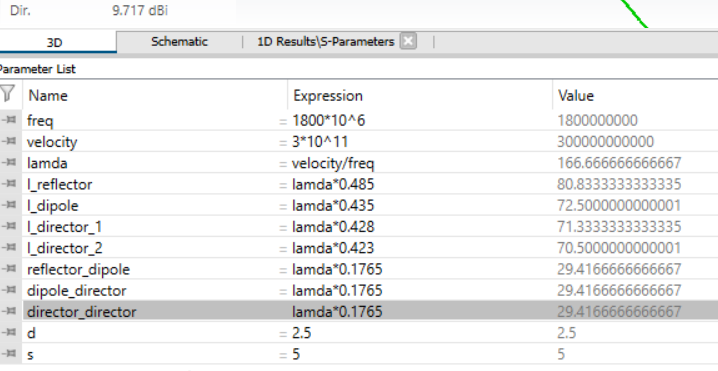 Dir. 9.717 dBi
3D Schematic 1D Results\S-Parameters
Parameter List
Name Expression Value
freq = 1800*10^6 1800000000
velocity = 3*10^11 300000000000
lamda = velocity/freq 166.666666666667
l_reflector = lamda*0.485 80.8333333333335
l_dipole = lamda*0.435 72.5000000000001
l_director_1 = lamda*0.428 71.3333333333335
l_director_2 = lamda*0.423 70.5000000000001
reflector_dipole = lamda*0.1765 29.4166666666667
dipole_director = lamda*0.1765 29.4166666666667
director_director lamda*0.1765 29.4166666666667
d = 2.5 2.5
s = 5 5